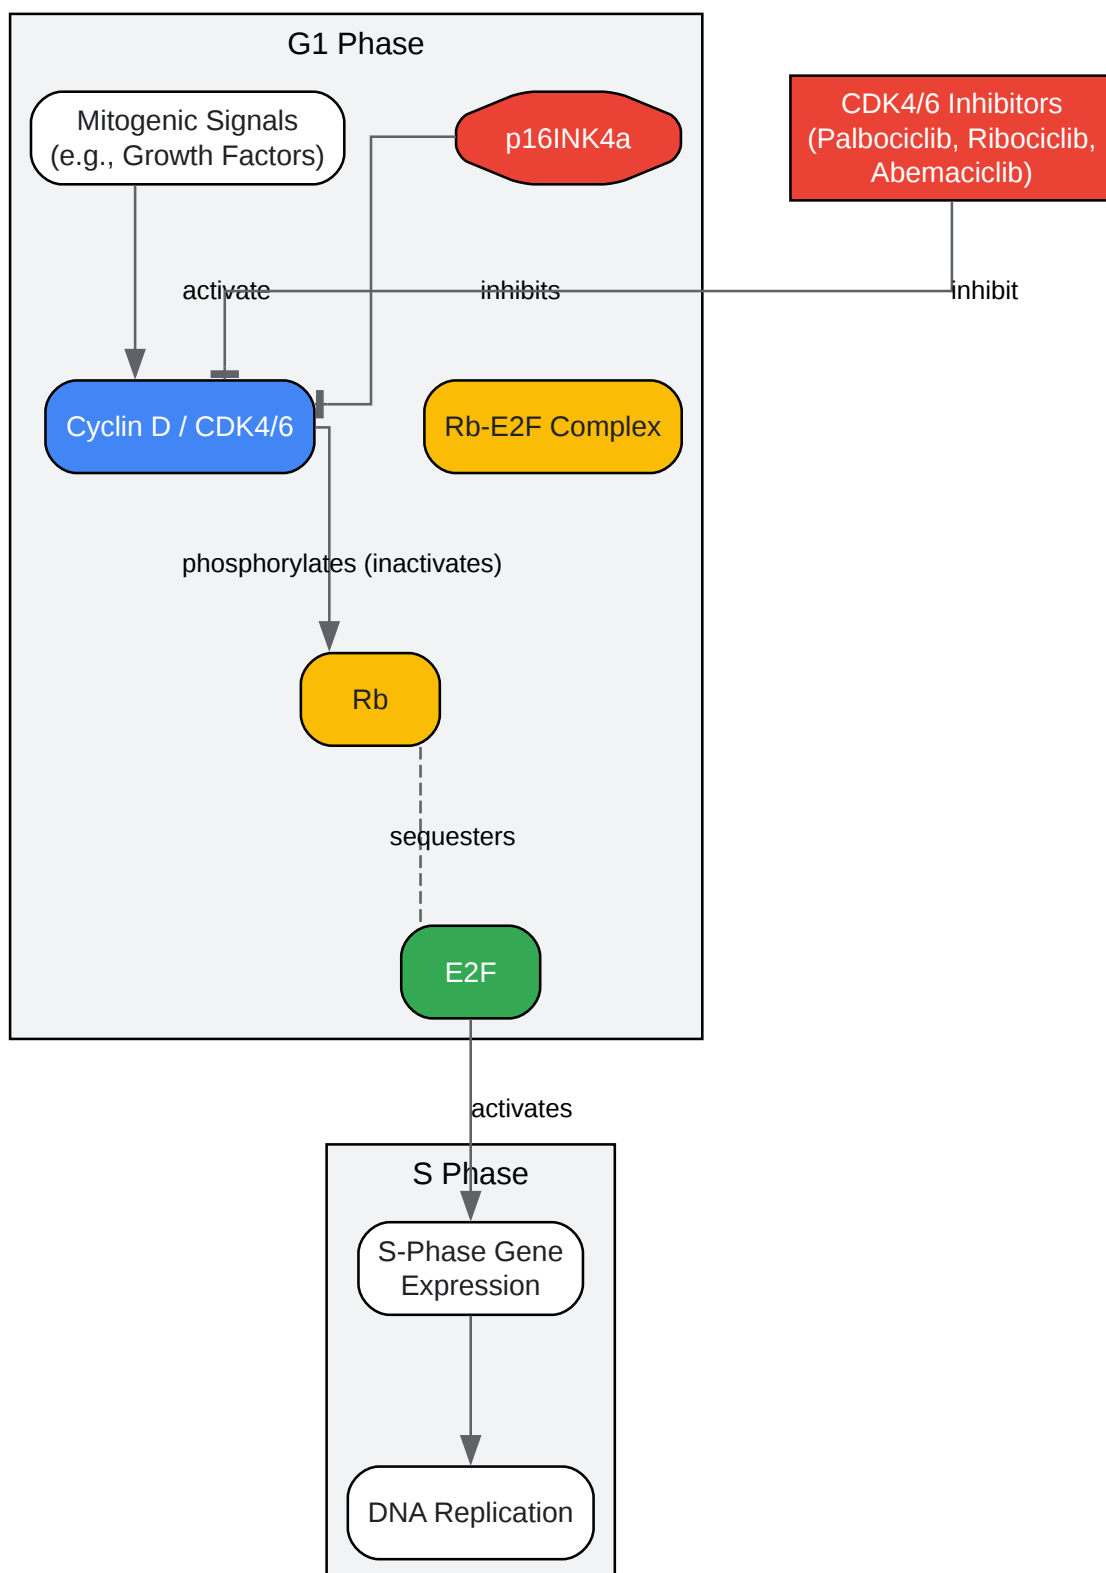 G1 Phase
Mitogenic Signals
(e.g., Growth Factors)
p16INK4a
CDK4/6 Inhibitors
(Palbociclib, Ribociclib,
Abemaciclib)
activate
inhibits
inhibit
Cyclin D / CDK4/6
Rb-E2F Complex
phosphorylates (inactivates)
Rb
sequesters
E2F
activates
S Phase
S-Phase Gene
Expression
DNA Replication